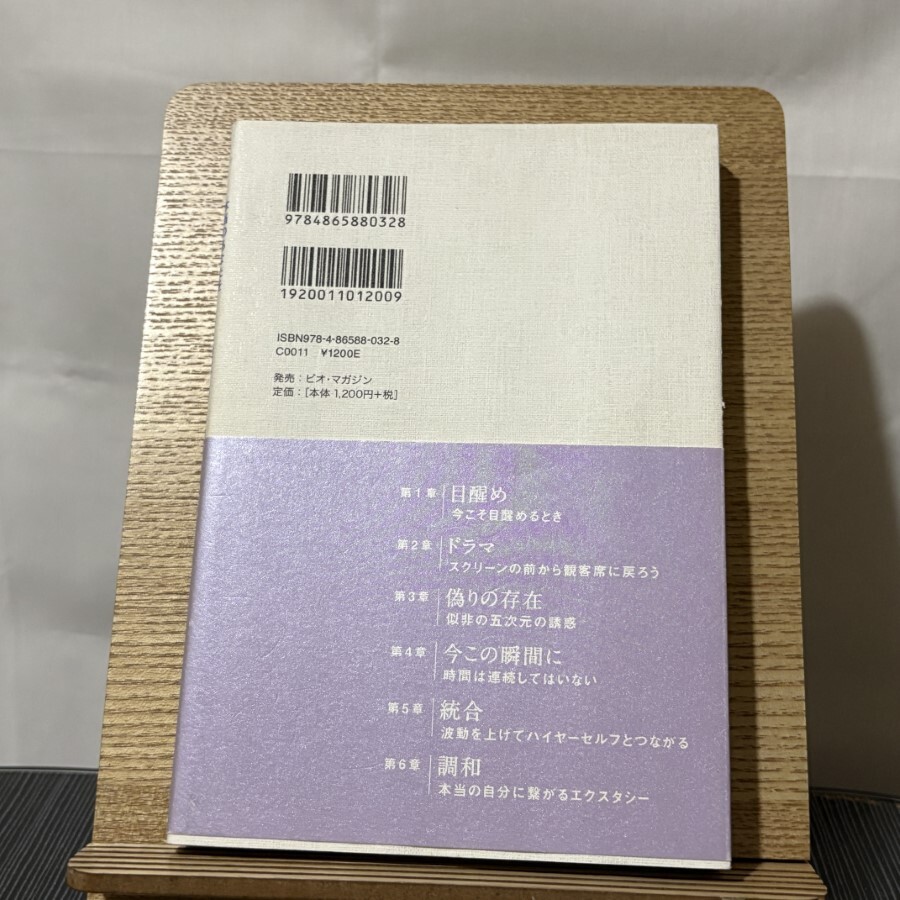 9784865880328
1920011012009
ISBN978-4-86588-032-8
C0011 ¥1200E
発売：ビオ・マガジン
定価：[本体 1,200円+税]
第1章 目醒め
今こそ目醒めるとき
第2章 ドラマ
スクリーンの前から観客席に戻ろう
第3章 偽りの存在
似非の五次元の誘惑
第4章 今この瞬間に
時間は連続してはいない
第5章 統合
波動を上げてハイヤーセルフとつながる
第6章 調和
本当の自分に繋がるエクスタシー